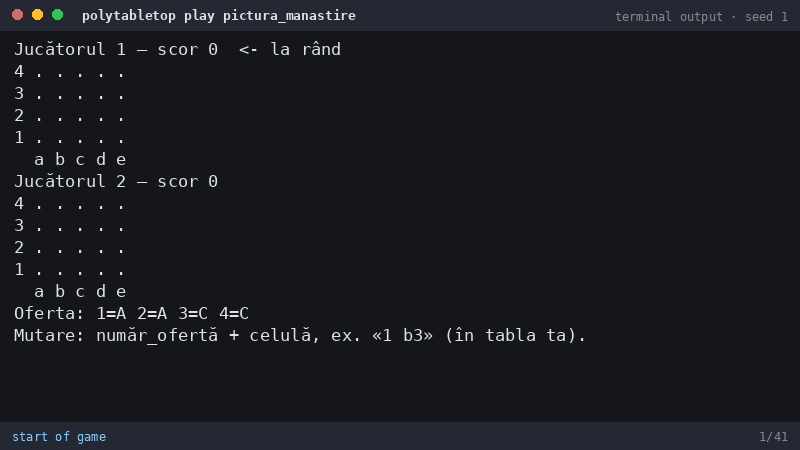 polytabletop play pictura_manastire
terminal output · seed 1
Jucătorul 1 — scor 0  <- la rând
4 . . . . .
3 . . . . .
2 . . . . .
1 . . . . .
  a b c d e
Jucătorul 2 — scor 0
4 . . . . .
3 . . . . .
2 . . . . .
1 . . . . .
  a b c d e
Oferta: 1=A 2=A 3=C 4=C
Mutare: număr_ofertă + celulă, ex. «1 b3» (în tabla ta).
start of game
1/41